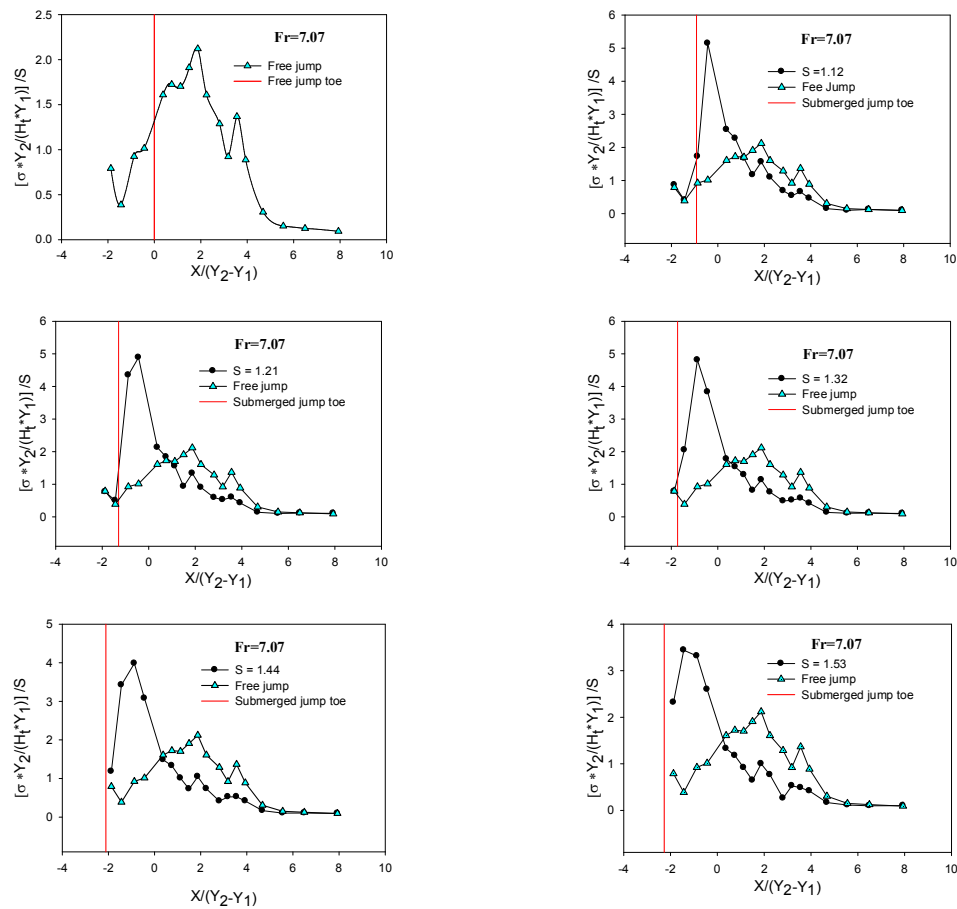 2.5
2.0
1.5
1.0
0.5
0.0
[σ*Y2/(Ht*Y1)] /S
Fr=7.07
Free jump
Free jump toe
-4 -2 0 2 4 6 8 10
X/(Y2-Y1)
6
5
4
3
2
1
0
[σ*Y2/(Ht*Y1)] /S
Fr=7.07
S =1.12
Fee Jump
Submerged jump toe
-4 -2 0 2 4 6 8 10
X/(Y2-Y1)
6
5
4
3
2
1
0
[σ*Y2/(Ht*Y1)] /S
Fr=7.07
S = 1.21
Free jump
Submerged jump toe
-4 -2 0 2 4 6 8 10
X/(Y2-Y1)
6
5
4
3
2
1
0
[σ*Y2/(Ht*Y1)] /S
Fr=7.07
S = 1.32
Free jump
Submerged jump toe
-4 -2 0 2 4 6 8 10
X/(Y2-Y1)
5
4
3
2
1
0
[σ*Y2/(Ht*Y1)] /S
Fr=7.07
S = 1.44
Free jump
Submerged jump toe
-4 -2 0 2 4 6 8 10
X/(Y2-Y1)
4
3
2
1
0
[σ*Y2/(Ht*Y1)] /S
Fr=7.07
S = 1.53
Free jump
Submerged jump toe
-4 -2 0 2 4 6 8 10
X/(Y2-Y1)